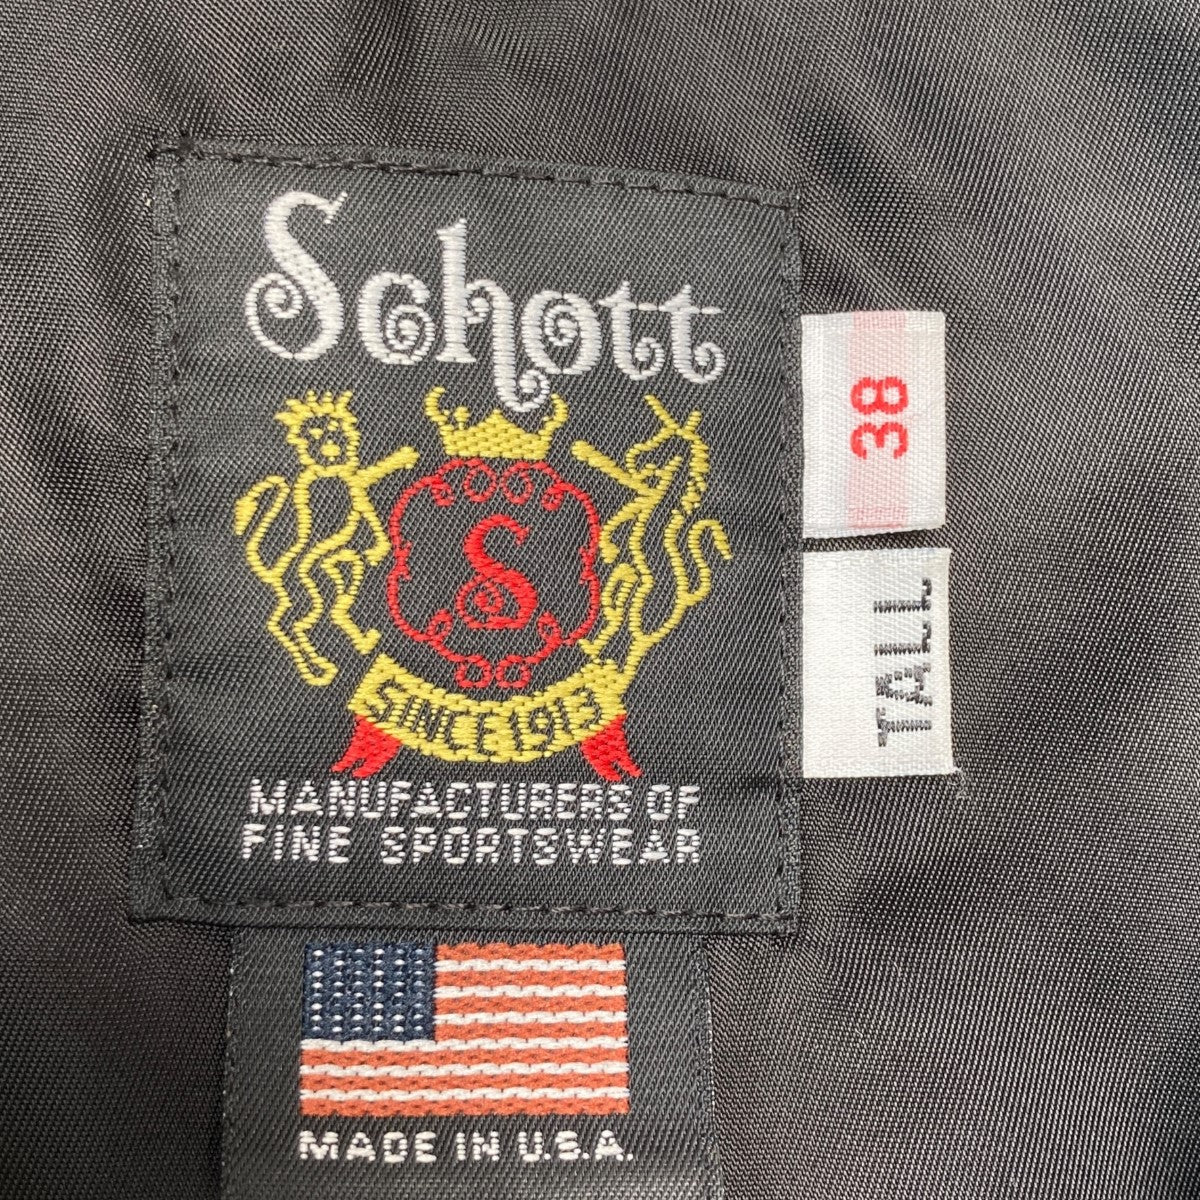 Schott
S
SINCE 1913
MANUFACTURERS OF
FINE SPORTSWEAR
38
TALL
MADE IN U.S.A.